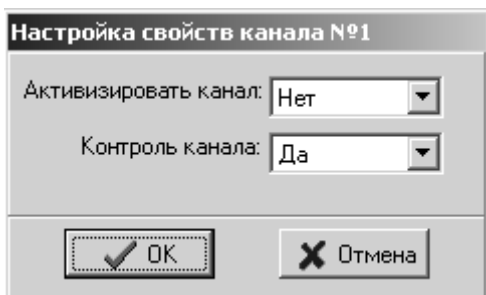 Настройка свойств канала №1
Активизировать канал: Нет
Контроль канала: Да
OK Отмена